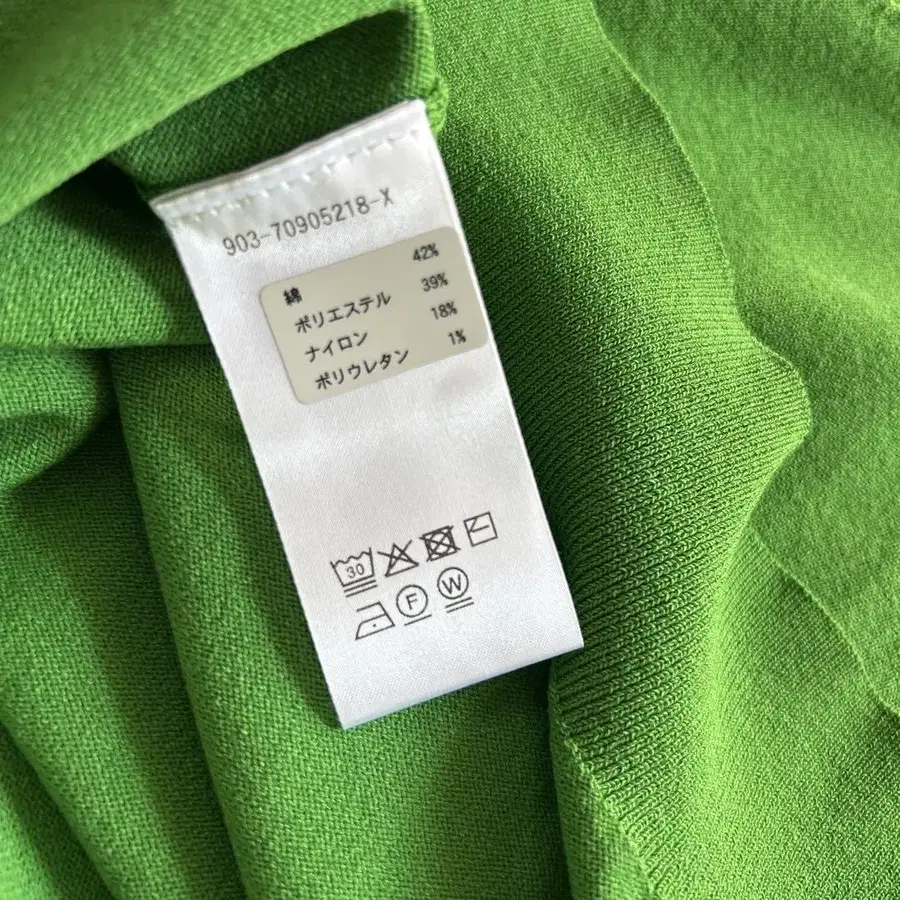 903-70905218-X
綿 42%
ポリエステル 39%
ナイロン 18%
ポリウレタン 1%
30
F W